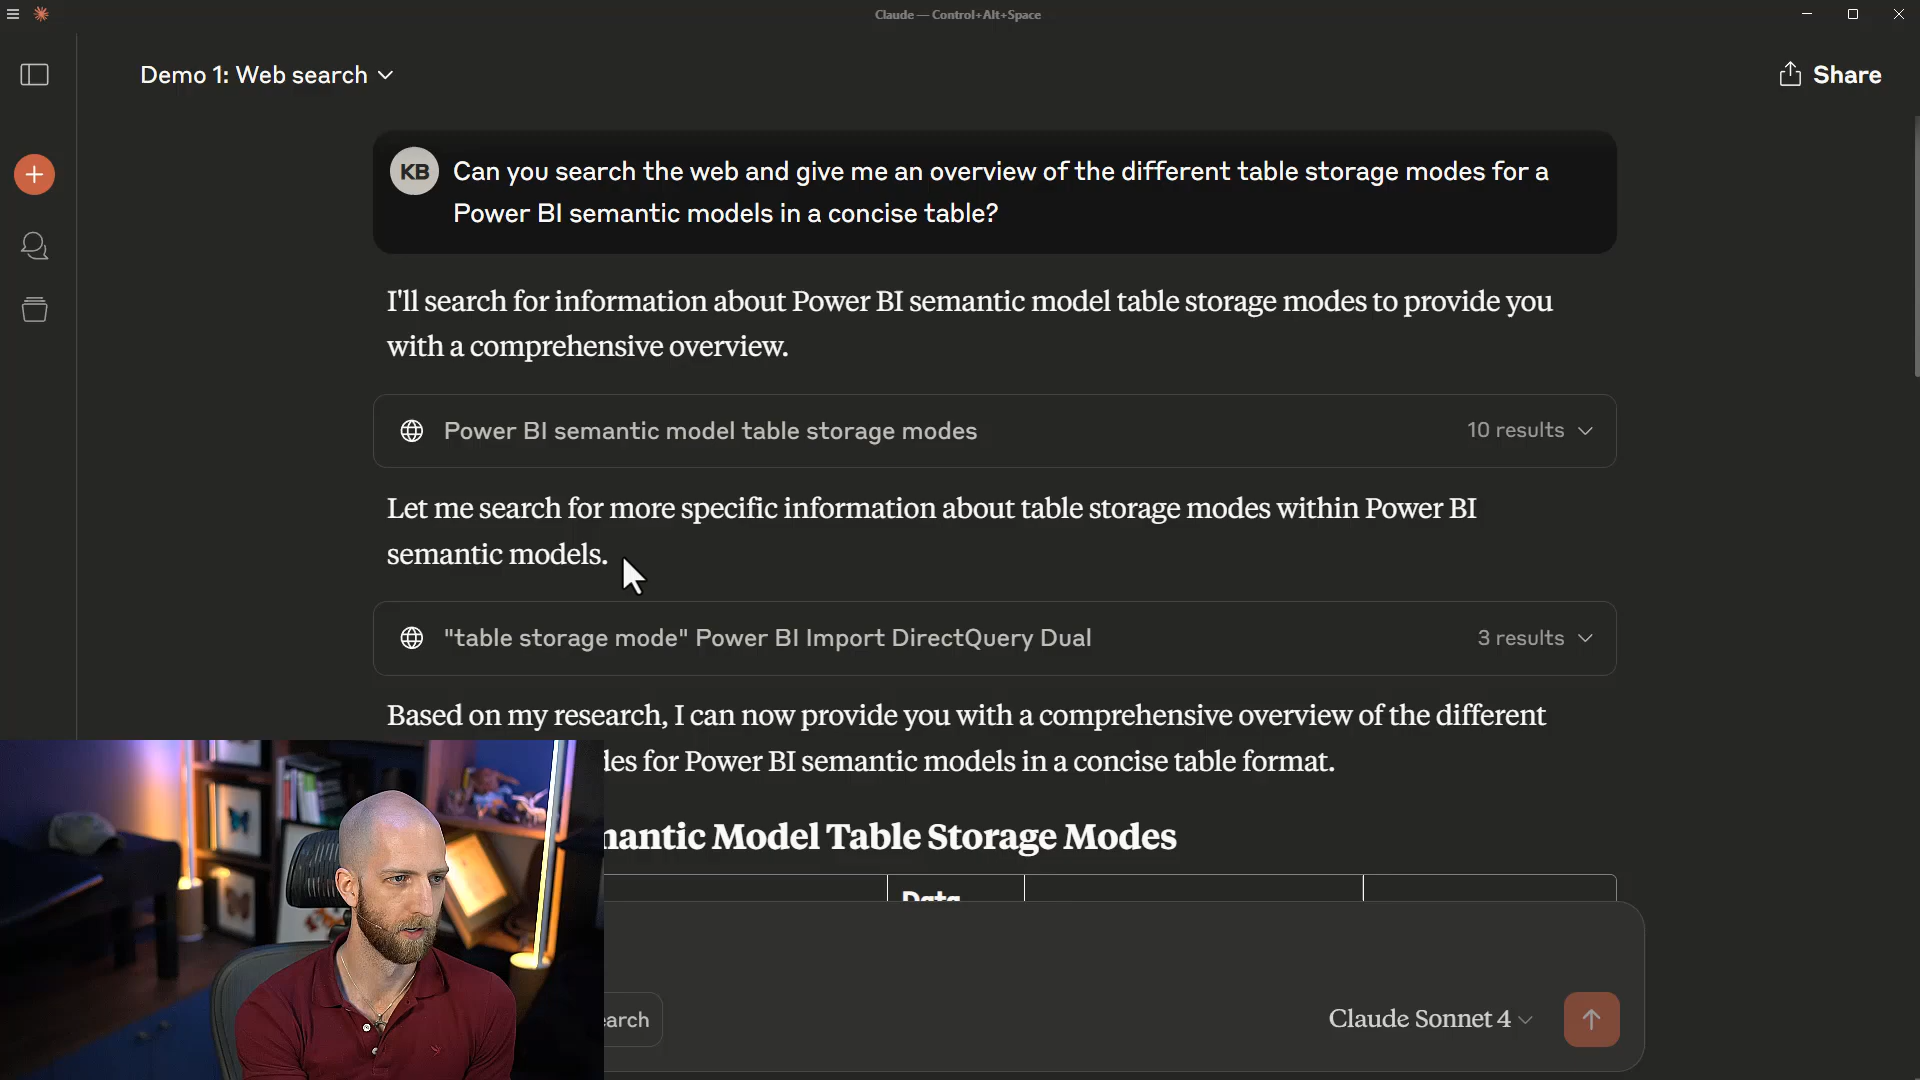 Claude — Control+Alt+Space
Demo 1: Web search
Share
KB
Can you search the web and give me an overview of the different table storage modes for a
Power BI semantic models in a concise table?
I'll search for information about Power BI semantic model table storage modes to provide you
with a comprehensive overview.
Power BI semantic model table storage modes
10 results
Let me search for more specific information about table storage modes within Power BI
semantic models.
"table storage mode" Power BI Import DirectQuery Dual
3 results
Based on my research, I can now provide you with a comprehensive overview of the different
des for Power BI semantic models in a concise table format.
mantic Model Table Storage Modes
Data
earch
Claude Sonnet 4